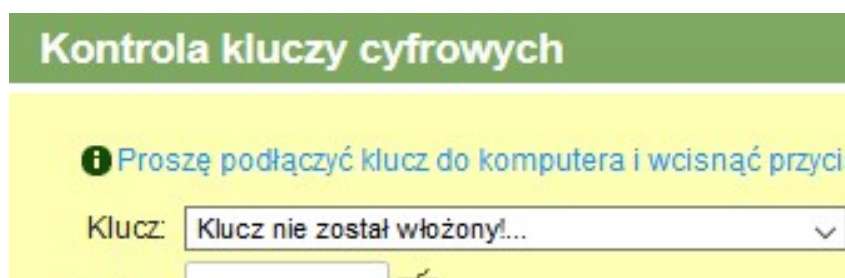 Kontrola kluczy cyfrowych
Proszę podłączyć klucz do komputera i wcisnąć
Klucz: Klucz nie został włożony!...